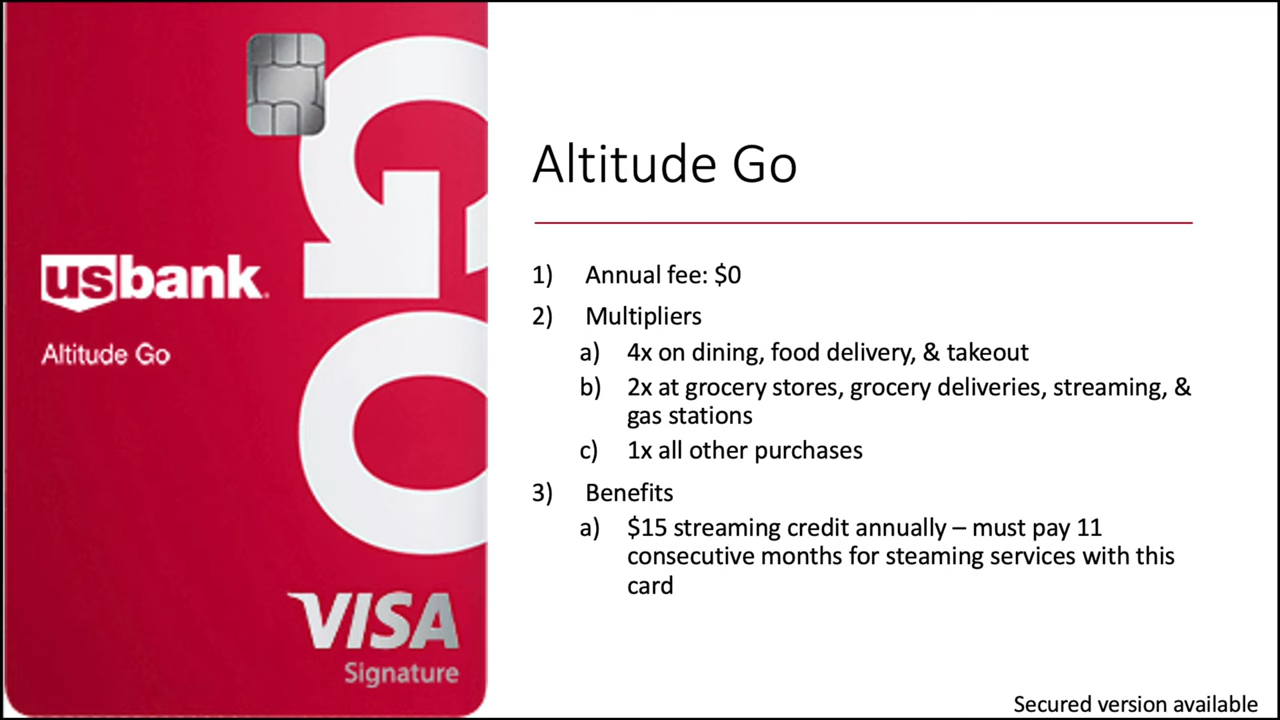 GO
usbank
Altitude Go
VISA
Signature
Altitude Go
1) Annual fee: $0
2) Multipliers
a) 4x on dining, food delivery, & takeout
b) 2x at grocery stores, grocery deliveries, streaming, &
gas stations
c) 1x all other purchases
3) Benefits
a) $15 streaming credit annually – must pay 11
consecutive months for steaming services with this
card
Secured version available